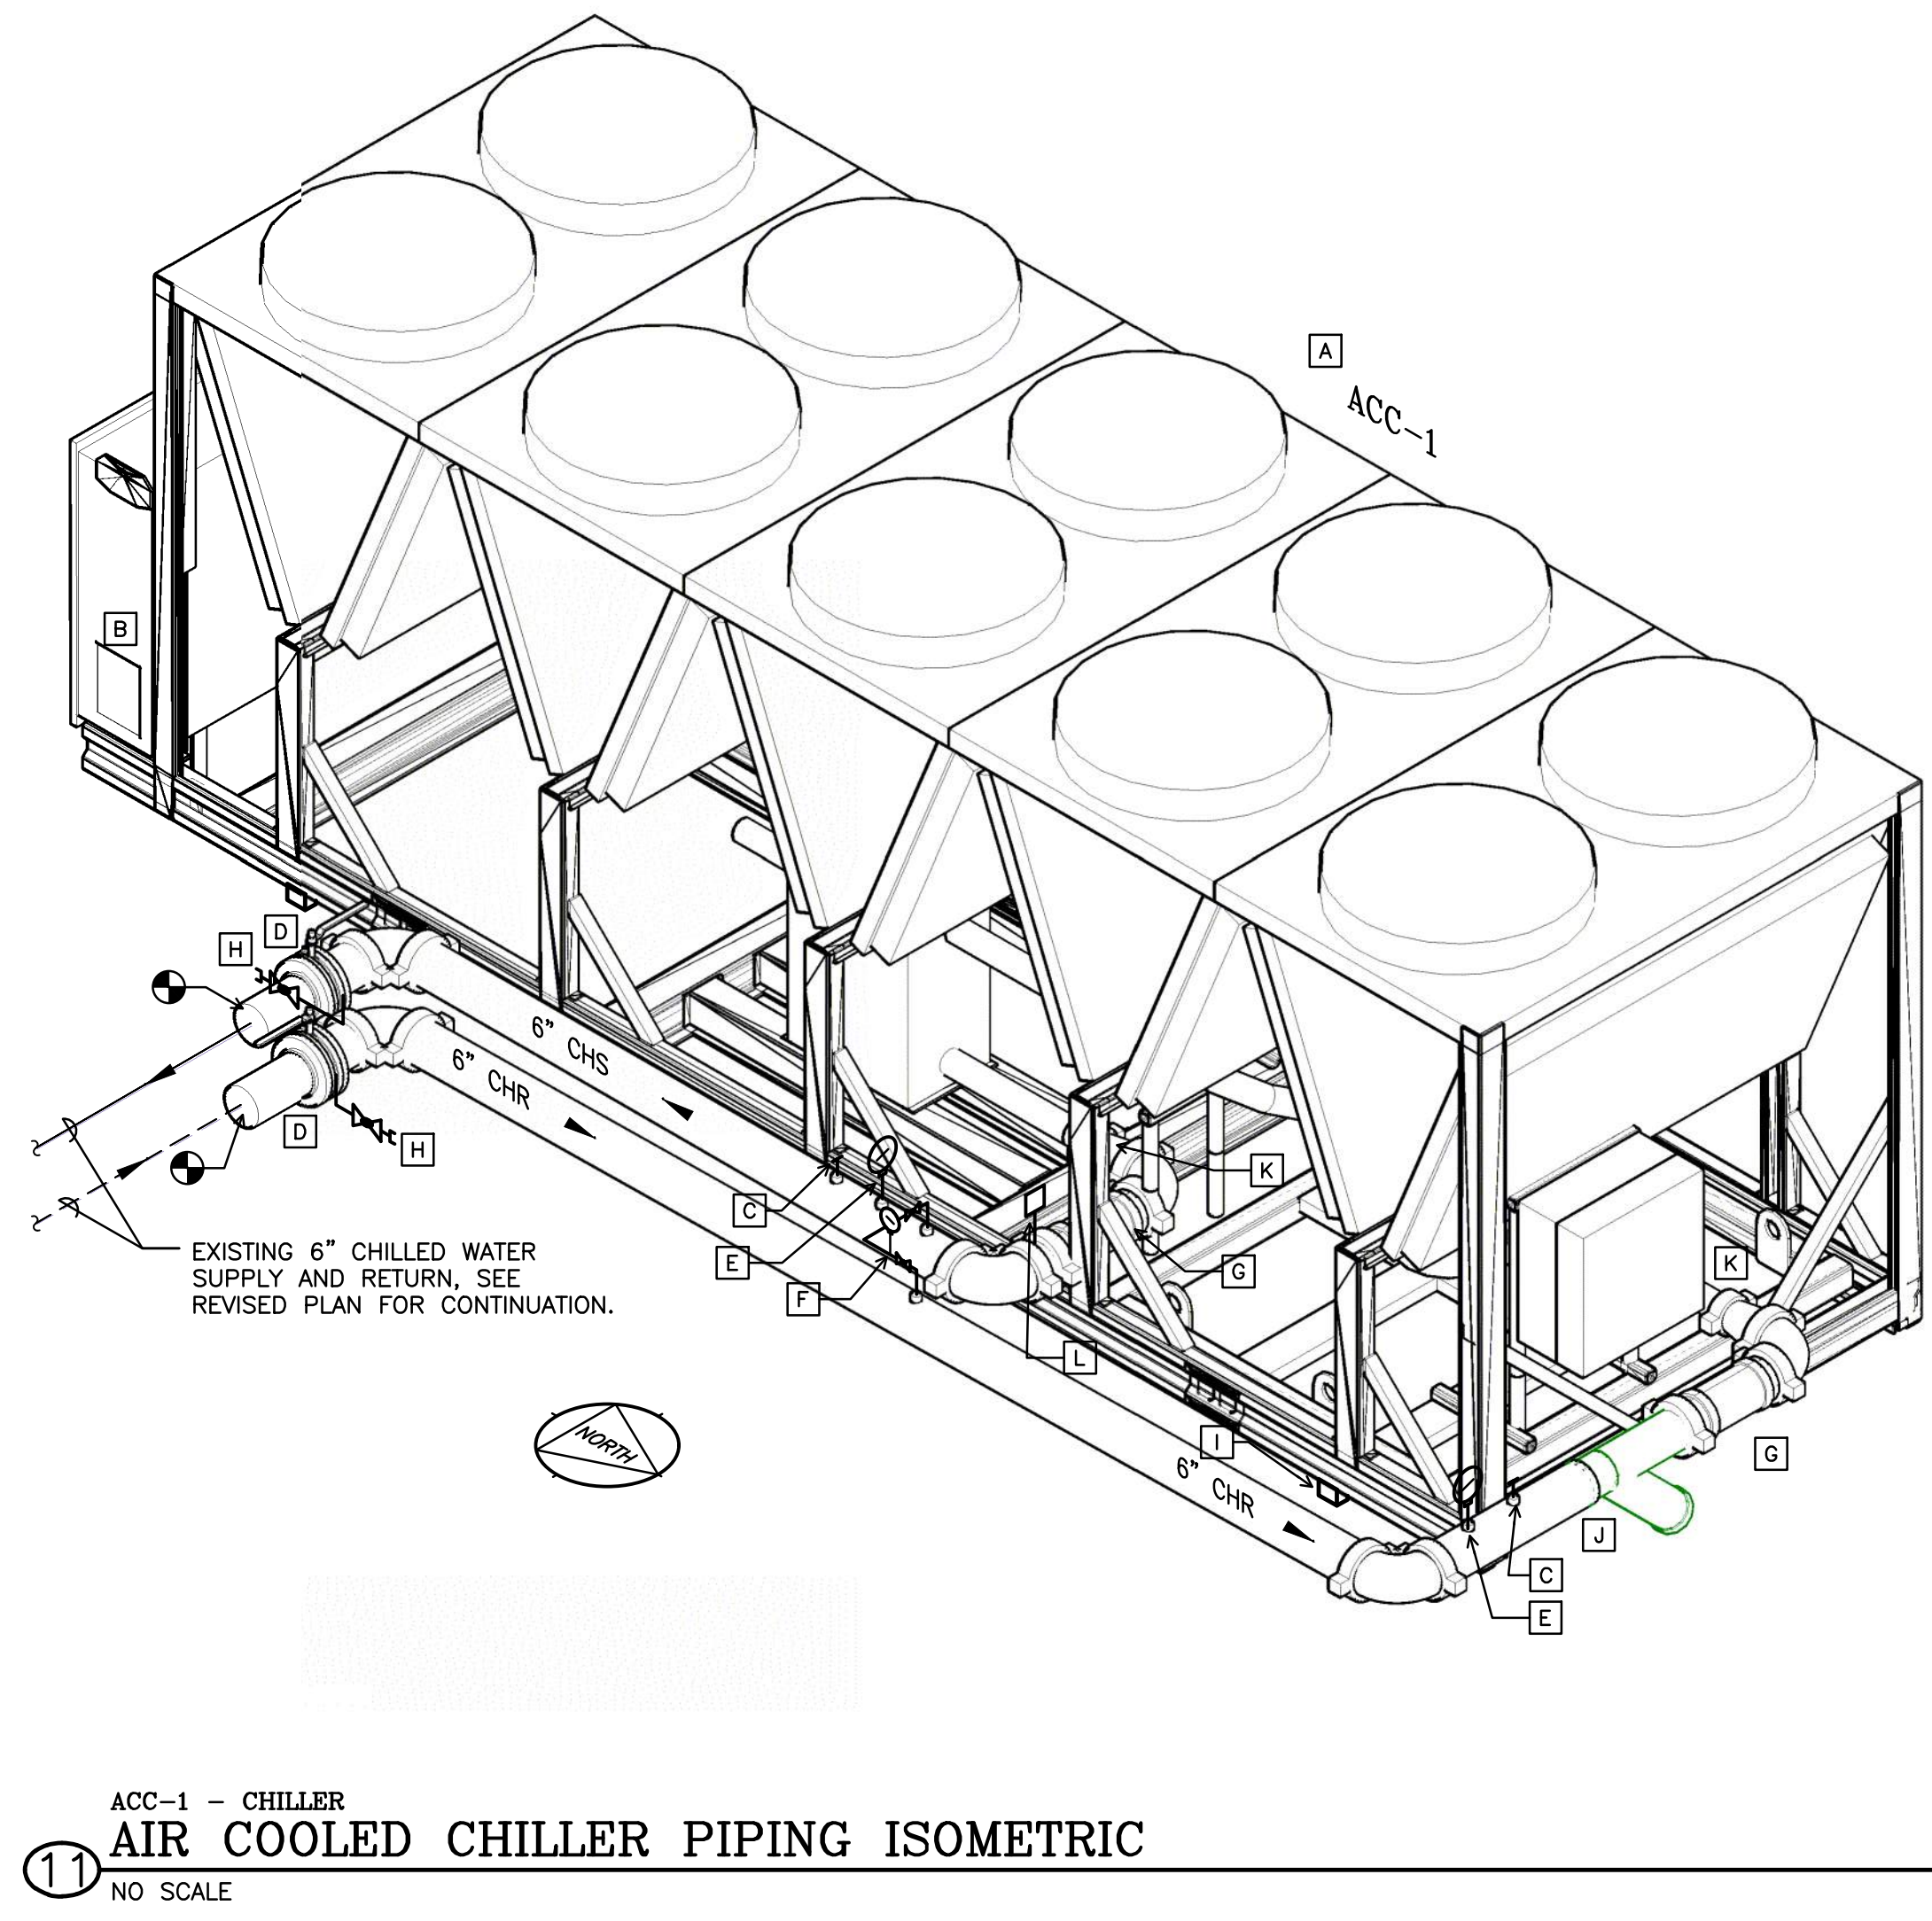 A
ACC-1
B
D
H
6" CHS
6" CHR
D
H
K
C
E
G
F
K
EXISTING 6" CHILLED WATER
SUPPLY AND RETURN, SEE
REVISED PLAN FOR CONTINUATION.
L
NORTH
I
G
6" CHR
J
C
E
ACC-1 - CHILLER
AIR COOLED CHILLER PIPING ISOMETRIC
11
NO SCALE